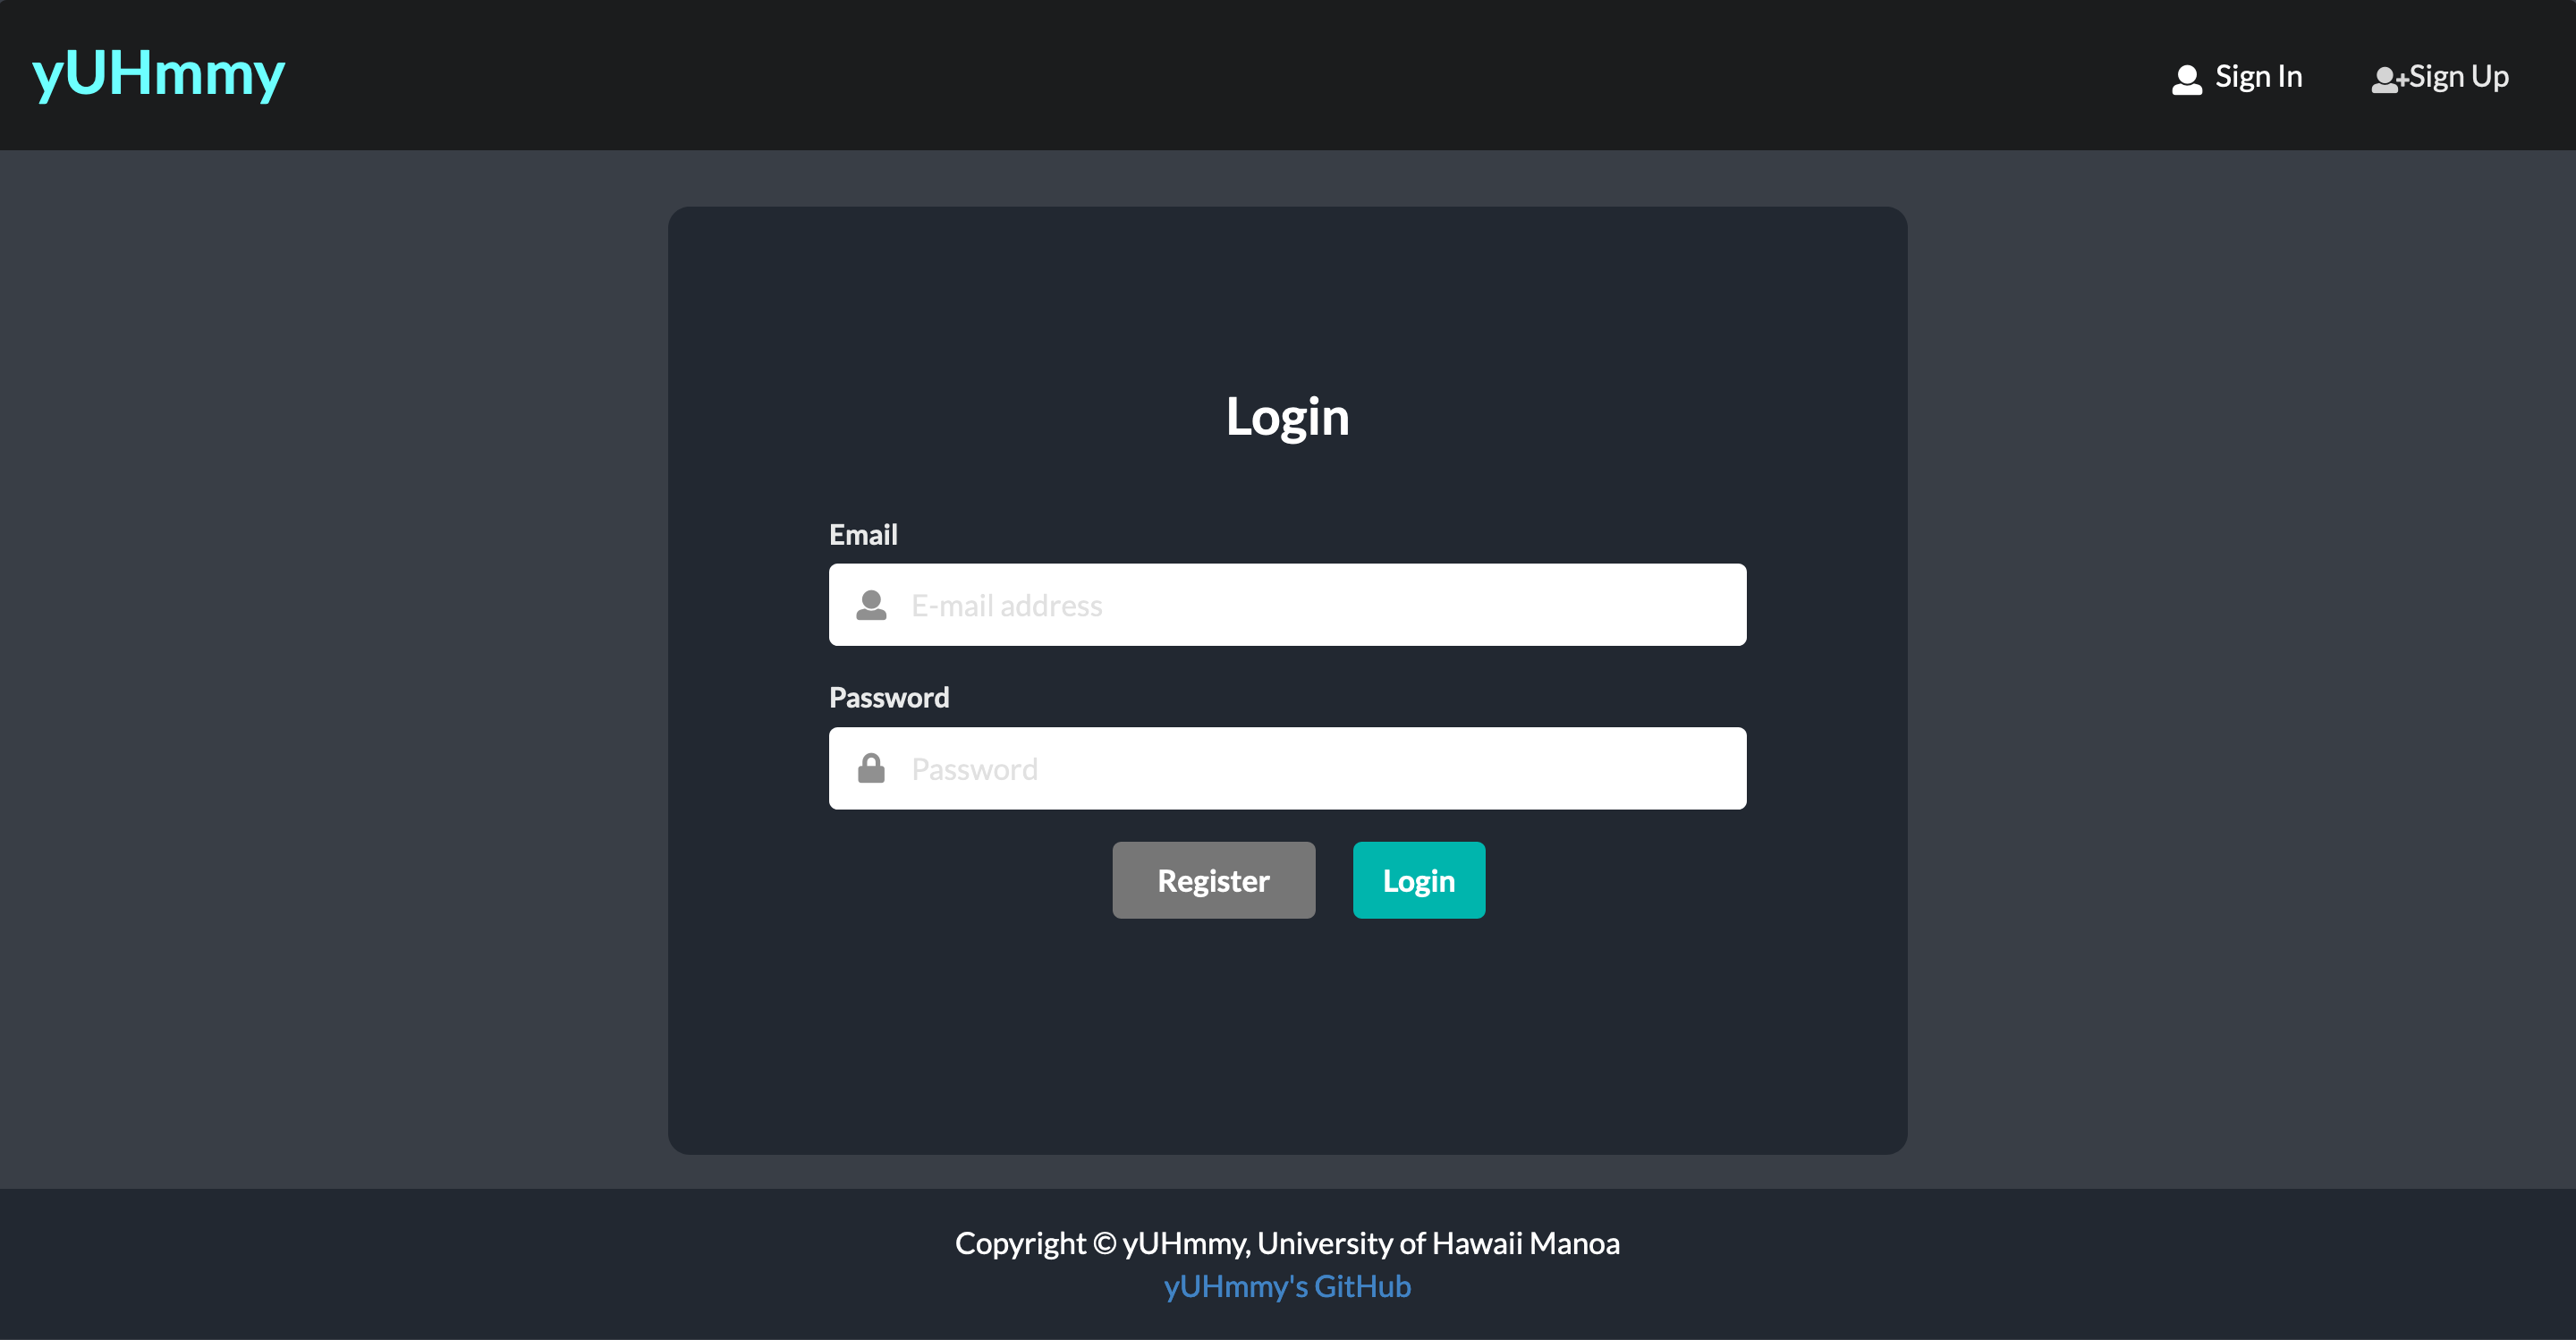 yUHmmy
Sign In
Sign Up
Login
Email
E-mail address
Password
Password
Register
Login
Copyright © yUHmmy, University of Hawaii Manoa
yUHmmy's GitHub